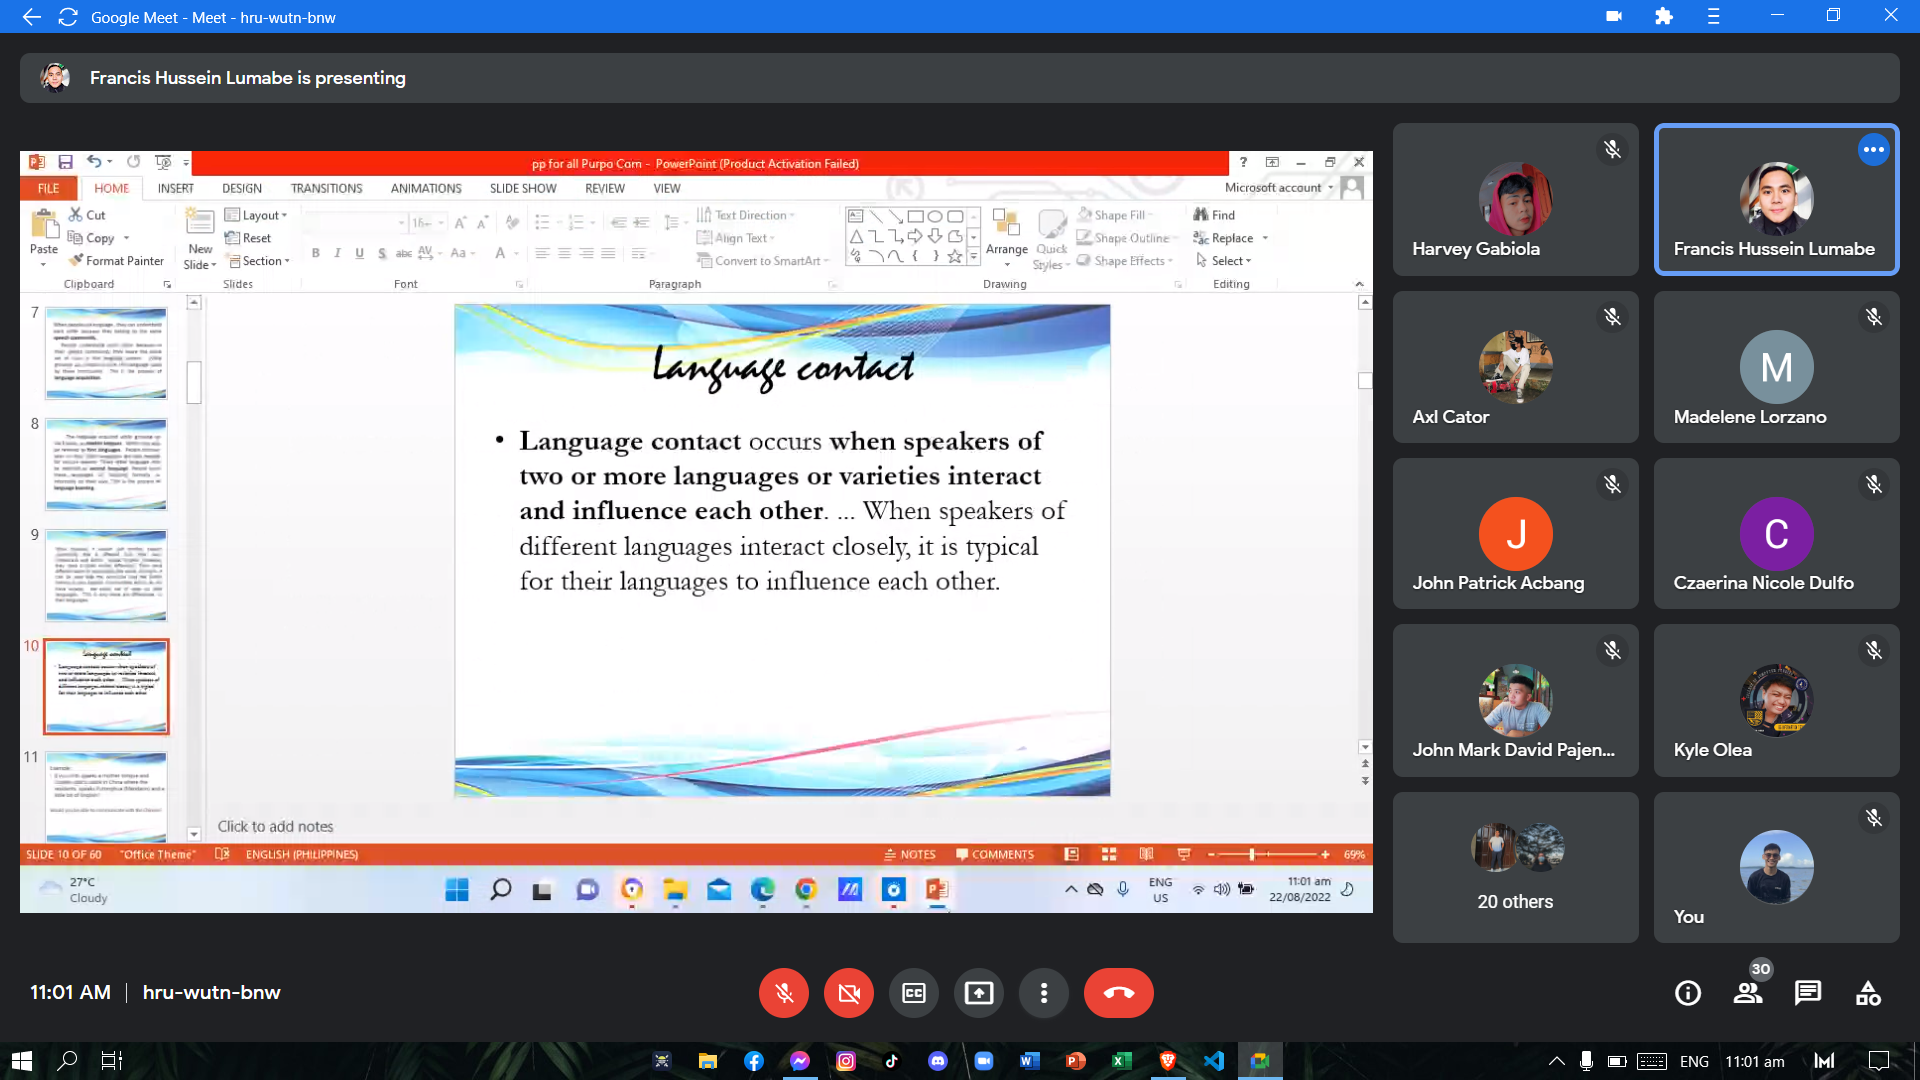 Google Meet - Meet - hru-wutn-bnw
Francis Hussein Lumabe is presenting
pp for all Purpo Com - PowerPoint (Product Activation Failed)
FILE HOME INSERT DESIGN TRANSITIONS ANIMATIONS SLIDE SHOW REVIEW VIEW Microsoft account
Cut
Copy
Format Painter
Paste
Clipboard
New
Slide
Layout
Reset
Section
Slides
16
B I U S abc AV Aa A
Font
Text Direction
Align Text
Convert to SmartArt
Paragraph
Arrange
Quick
Styles
Shape Fill
Shape Outline
Shape Effects
Drawing
Find
Replace
Select
Editing
7
8
9
10
11
Language contact
• Language contact occurs when speakers of
two or more languages or varieties interact
and influence each other. ... When speakers of
different languages interact closely, it is typical
for their languages to influence each other.
Click to add notes
SLIDE 10 OF 60 "Office Theme" ENGLISH (PHILIPPINES) NOTES COMMENTS 69%
27°C
Cloudy
ENG
US
11:01 am
22/08/2022
Harvey Gabiola
Francis Hussein Lumabe
Axl Cator
M
Madelene Lorzano
J
John Patrick Acbang
C
Czaerina Nicole Dulfo
John Mark David Pajen...
Kyle Olea
20 others
You
11:01 AM | hru-wutn-bnw
CC
30
ENG 11:01 am